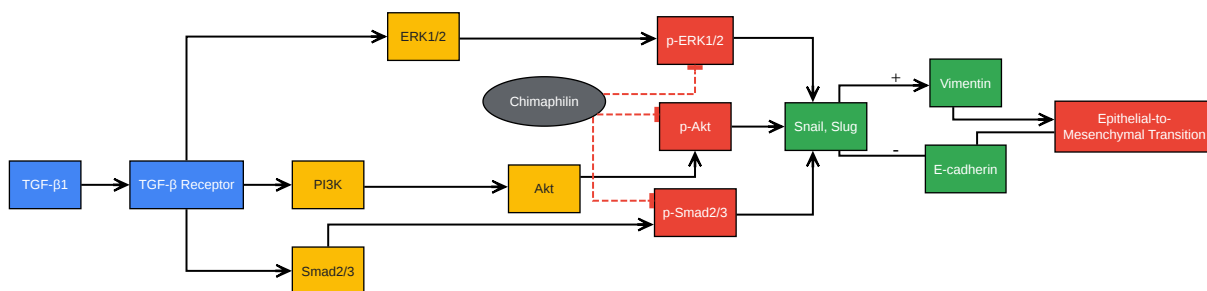 ERK1/2
p-ERK1/2
Chimaphilin
p-Akt
Snail, Slug
+
-
Vimentin
E-cadherin
Epithelial-to-
Mesenchymal Transition
TGF-β1
TGF-β Receptor
PI3K
Akt
p-Smad2/3
Smad2/3